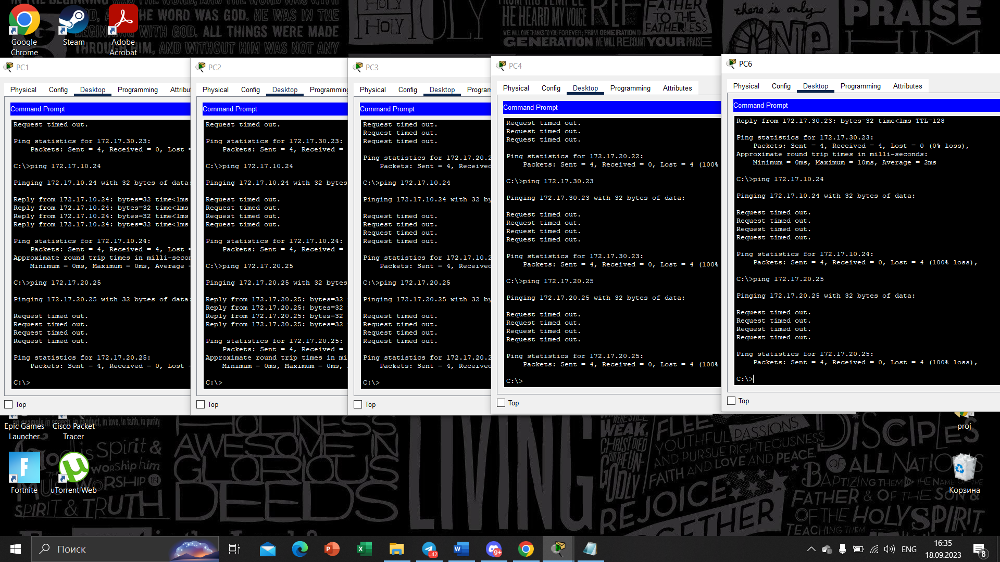 Google
Chrome
Steam
Adobe
Acrobat
PC1
Physical Config Desktop Programming Attribu
Command Prompt
Request timed out.
Ping statistics for 172.17.30.23:
Packets: Sent = 4, Received = 0, Lost =
C:\>ping 172.17.10.24
Pinging 172.17.10.24 with 32 bytes of data:
Reply from 172.17.10.24: bytes=32 time<1ms
Reply from 172.17.10.24: bytes=32 time<1ms
Reply from 172.17.10.24: bytes=32 time<1ms
Reply from 172.17.10.24: bytes=32 time<1ms
Ping statistics for 172.17.10.24:
Packets: Sent = 4, Received = 4, Lost =
Approximate round trip times in milli-secon
Minimum = 0ms, Maximum = 0ms, Average =
C:\>ping 172.17.20.25
Pinging 172.17.20.25 with 32 bytes of data:
Request timed out.
Request timed out.
Request timed out.
Request timed out.
Ping statistics for 172.17.20.25:
Packets: Sent = 4, Received = 0, Lost =
C:\>
Top
PC2
Physical Config Desktop Programming
Command Prompt
Request timed out.
Ping statistics for 172.17.30.23:
Packets: Sent = 4, Received =
C:\>ping 172.17.10.24
Pinging 172.17.10.24 with 32 bytes
Request timed out.
Request timed out.
Request timed out.
Request timed out.
Ping statistics for 172.17.10.24:
Packets: Sent = 4, Received =
C:\>ping 172.17.20.25
Pinging 172.17.20.25 with 32 bytes
Reply from 172.17.20.25: bytes=32
Reply from 172.17.20.25: bytes=32
Reply from 172.17.20.25: bytes=32
Reply from 172.17.20.25: bytes=32
Ping statistics for 172.17.20.25:
Packets: Sent = 4, Received =
Approximate round trip times in mi
Minimum = 0ms, Maximum = 0ms,
C:\>
Top
PC3
Physical Config Desktop Program
Command Prompt
Request timed out.
Request timed out.
Request timed out.
Ping statistics for 172.17.20.2
Packets: Sent = 4, Received
C:\>ping 172.17.10.24
Pinging 172.17.10.24 with 32 by
Request timed out.
Request timed out.
Request timed out.
Request timed out.
Ping statistics for 172.17.10.2
Packets: Sent = 4, Received
C:\>ping 172.17.20.25
Pinging 172.17.20.25 with 32 by
Request timed out.
Request timed out.
Request timed out.
Request timed out.
Ping statistics for 172.17.20.2
Packets: Sent = 4, Received
C:\>
Top
PC4
Physical Config Desktop Programming Attributes
Command Prompt
Request timed out.
Request timed out.
Request timed out.
Ping statistics for 172.17.20.22:
Packets: Sent = 4, Received = 0, Lost = 4 (100%
C:\>ping 172.17.30.23
Pinging 172.17.30.23 with 32 bytes of data:
Request timed out.
Request timed out.
Request timed out.
Request timed out.
Ping statistics for 172.17.30.23:
Packets: Sent = 4, Received = 0, Lost = 4 (100%
C:\>ping 172.17.20.25
Pinging 172.17.20.25 with 32 bytes of data:
Request timed out.
Request timed out.
Request timed out.
Request timed out.
Ping statistics for 172.17.20.25:
Packets: Sent = 4, Received = 0, Lost = 4 (100%
C:\>
Top
PC6
Physical Config Desktop Programming Attributes
Command Prompt
Reply from 172.17.30.23: bytes=32 time<1ms TTL=128
Ping statistics for 172.17.30.23:
Packets: Sent = 4, Received = 4, Lost = 0 (0% loss),
Approximate round trip times in milli-seconds:
Minimum = 0ms, Maximum = 10ms, Average = 2ms
C:\>ping 172.17.10.24
Pinging 172.17.10.24 with 32 bytes of data:
Request timed out.
Request timed out.
Request timed out.
Request timed out.
Ping statistics for 172.17.10.24:
Packets: Sent = 4, Received = 0, Lost = 4 (100% loss),
C:\>ping 172.17.20.25
Pinging 172.17.20.25 with 32 bytes of data:
Request timed out.
Request timed out.
Request timed out.
Request timed out.
Ping statistics for 172.17.20.25:
Packets: Sent = 4, Received = 0, Lost = 4 (100% loss),
C:\>
Top
Epic Games
Launcher
Cisco Packet
Tracer
Fortnite
uTorrent Web
proj
Корзина
HOLY
HOLY
HE HEARD MY VOICE
WE WILL GIVE THANKS TO YOU FOREVER; FROM GENERATION TO
GENERATION WE WILL RECOUNT YOUR PRAISE
FATHER
TO THE
FATHERLESS
there is only
ONE
PRAISE
HIM
HOLINESS
AWESOME IN
GLORIOUS
DEEDS
LIVING
WEAK,
CHRIST DIED
FOR THE UN-
GODLY
FLEE
YOUTHFUL PASSIONS
AND PURSUE RIGHTEOUSNESS
FAITH AND LOVE AND PEACE.
REJOICE
TOGETHER
DISCIPLES
OF ALL NATIONS
BAPTIZING THEM IN THE NAME OF THE
FATHER & OF THE SON &
OF THE HOLY SPIRIT,
TEACHING THEM
is spirit &
worship him
WORSHIP IN
SPIRIT & TRUTH
Поиск
42
9+
ENG
16:35
18.09.2023
8